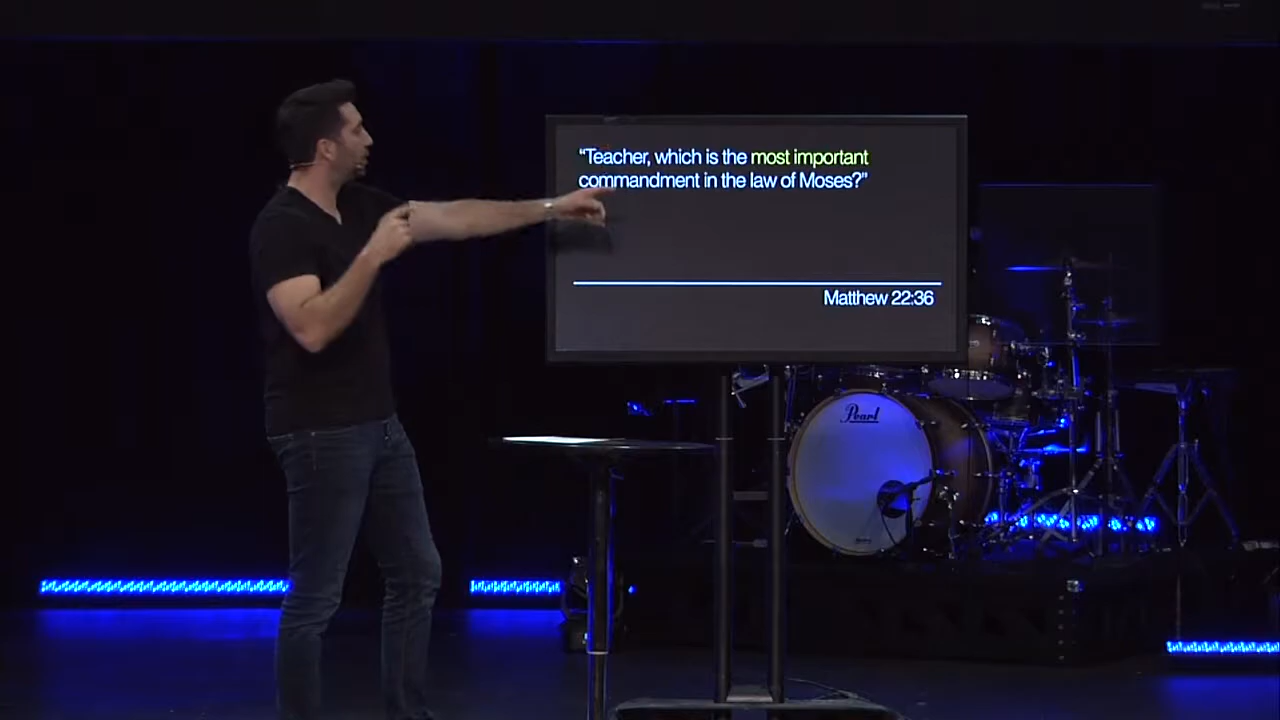 “Teacher, which is the most important
commandment in the law of Moses?”
Matthew 22:36
Pearl